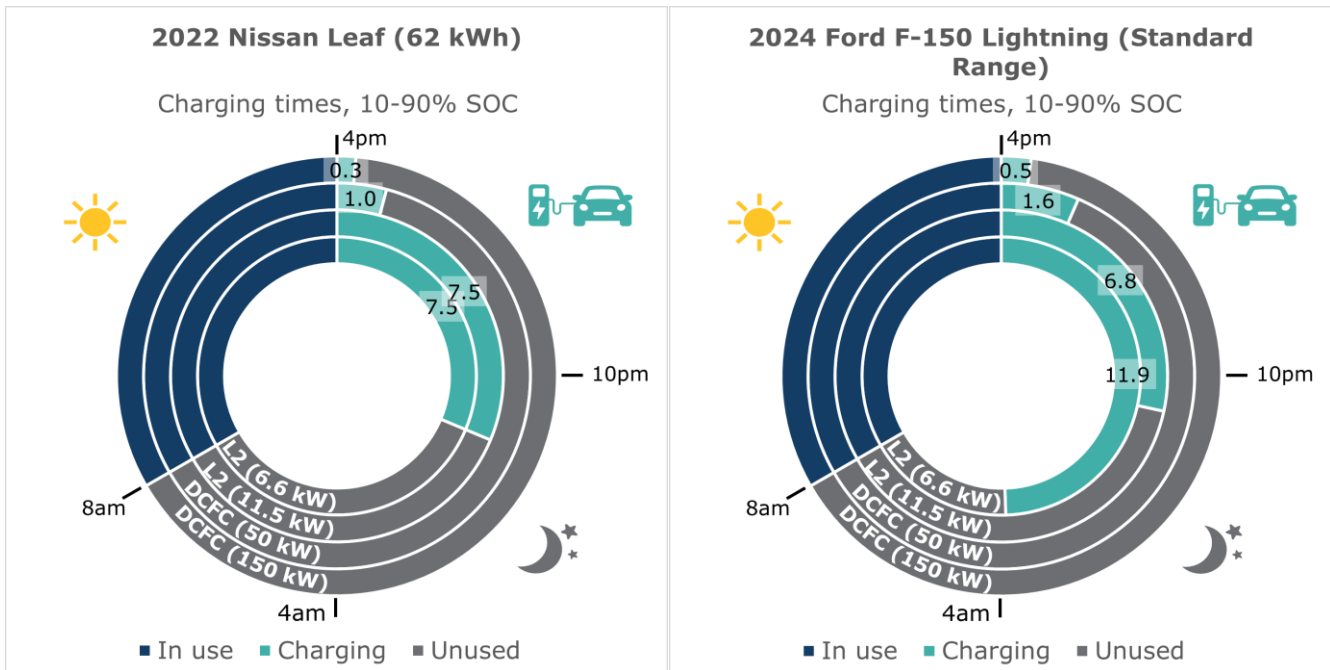 2022 Nissan Leaf (62 kWh)
Charging times, 10-90% SOC
4pm
0.3
1.0
7.5
7.5
10pm
L2 (6.6 kW)
L2 (11.5 kW)
DCFC (50 kW)
DCFC (150 kW)
8am
4am
In use
Charging
Unused
2024 Ford F-150 Lightning (Standard
Range)
Charging times, 10-90% SOC
4pm
0.5
1.6
6.8
11.9
10pm
L2 (6.6 kW)
L2 (11.5 kW)
DCFC (50 kW)
DCFC (150 kW)
8am
4am
In use
Charging
Unused